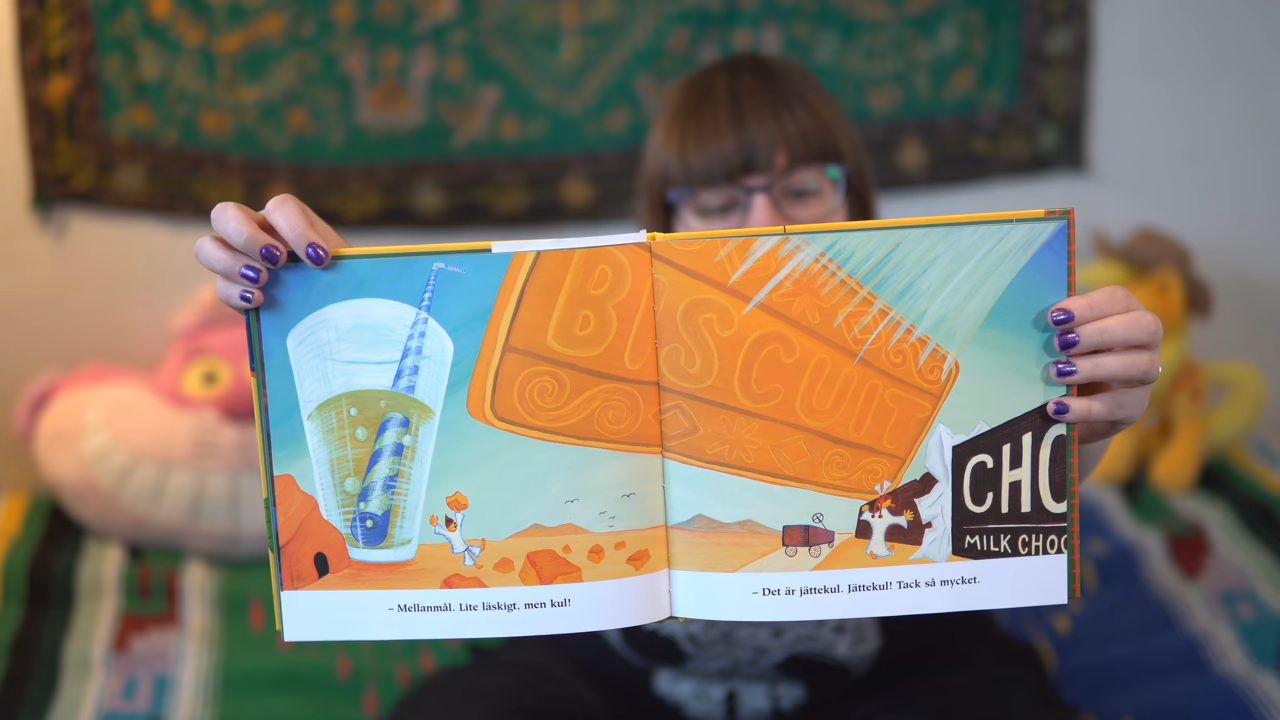 BISCUIT
CHO
MILK CHOC
– Mellanmål. Lite läskigt, men kul!
– Det är jättekul. Jättekul! Tack så mycket.